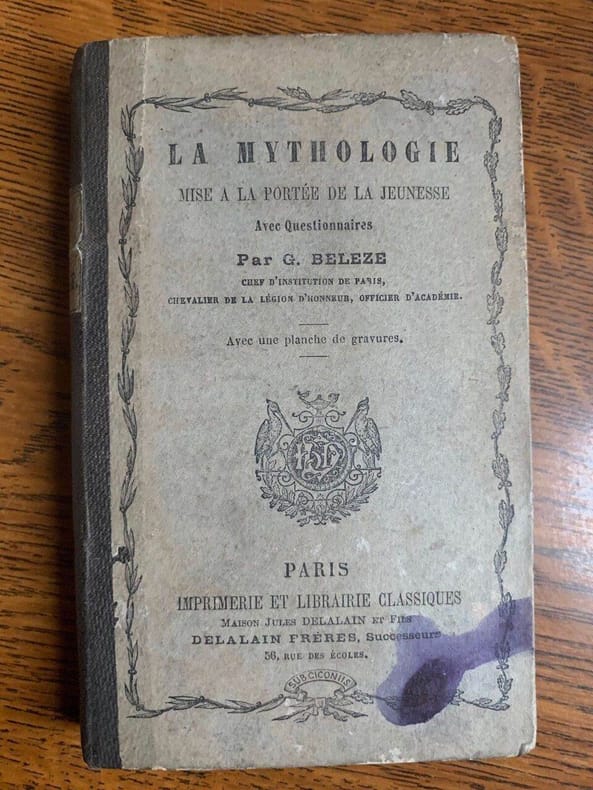 LA MYTHOLOGIE
MISE A LA PORTÉE DE LA JEUNESSE
Avec Questionnaires
Par G. BELEZE
CHEF D'INSTITUTION DE PARIS,
CHEVALIER DE LA LÉGION D'HONNEUR, OFFICIER D'ACADÉMIE.
Avec une planche de gravures.
PARIS
IMPRIMERIE ET LIBRAIRIE CLASSIQUES
MAISON JULES DELALAIN ET FILS
DELALAIN FRÈRES, Successeurs
56, RUE DES ÉCOLES.
SUB CICONIIS